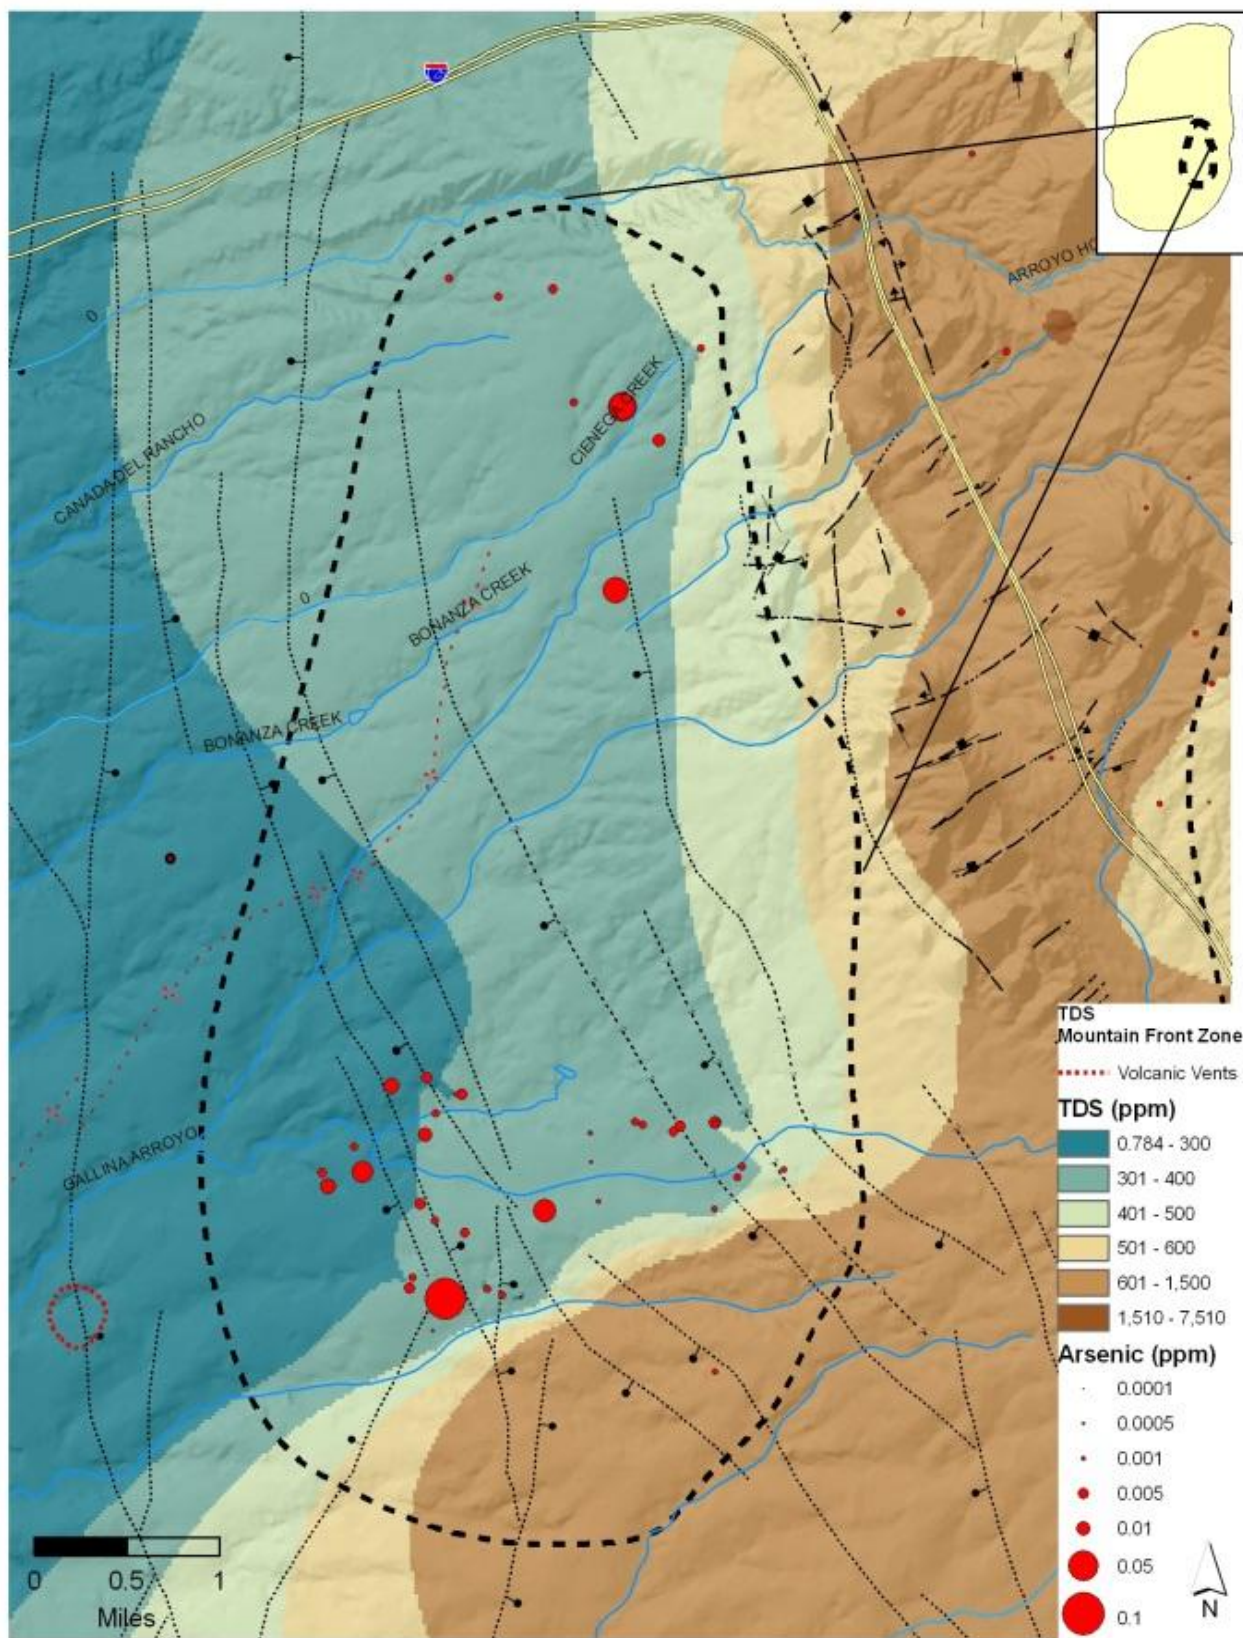 ARROYO HO
0
CIENEGA CREEK
CANADA DEL RANCHO
0
BONANZA CREEK
BONANZA CREEK
GALLINA ARROYO
TDS
Mountain Front Zone
Volcanic Vents
TDS (ppm)
0.784 - 300
301 - 400
401 - 500
501 - 600
601 - 1,500
1,510 - 7,510
Arsenic (ppm)
0.0001
0.0005
0.001
0.005
0.01
0.05
0.1
0 0.5 1
Miles
N